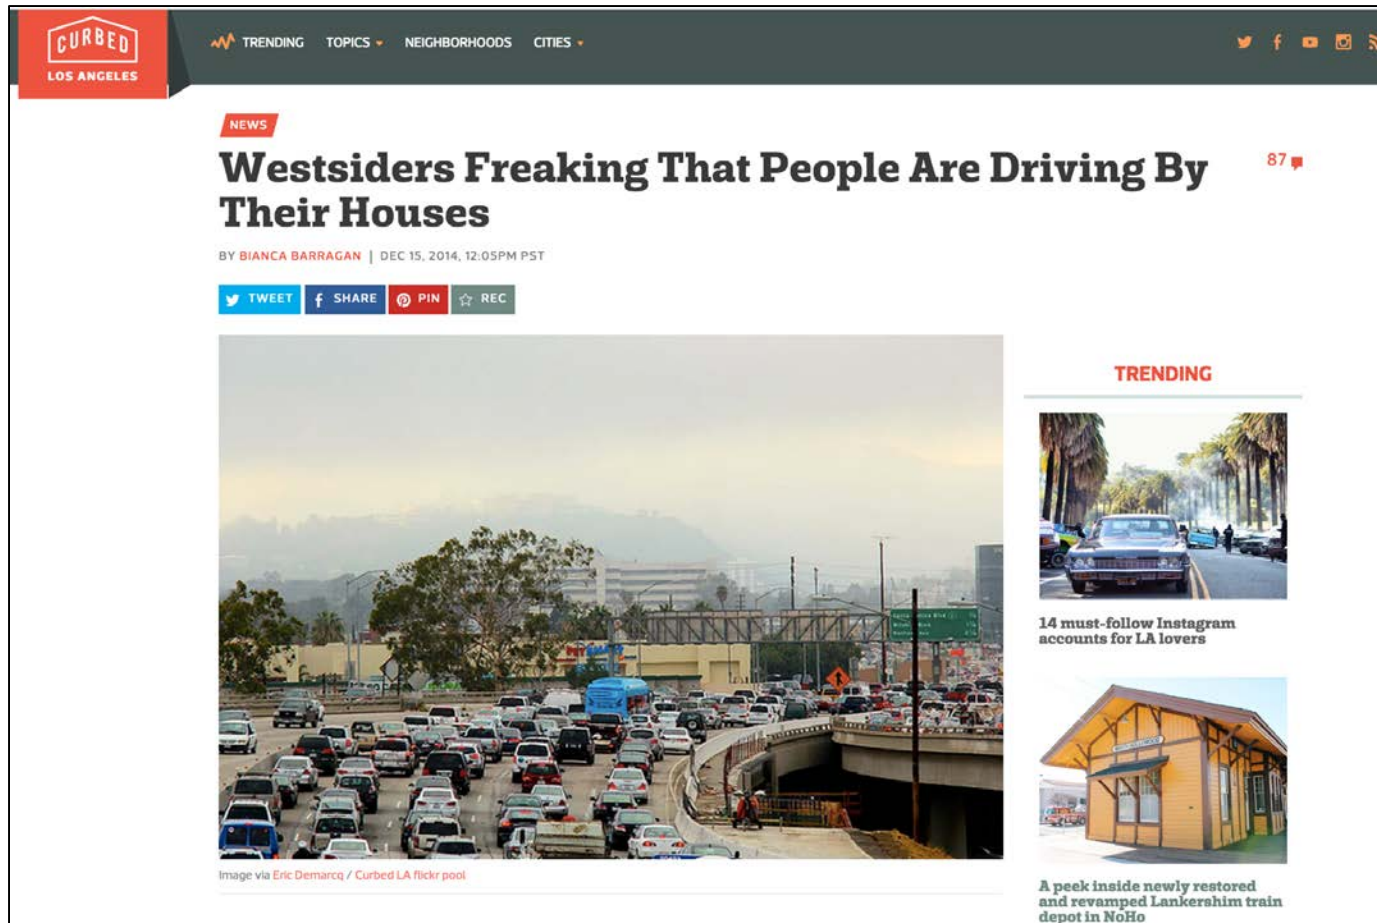 CURBED
LOS ANGELES
TRENDING TOPICS NEIGHBORHOODS CITIES
NEWS
Westsiders Freaking That People Are Driving By
Their Houses
87
BY BIANCA BARRAGAN | DEC 15, 2014, 12:05PM PST
TWEET SHARE PIN REC
TRENDING
14 must-follow Instagram
accounts for LA lovers
Image via Eric Demarcq / Curbed LA flickr pool
A peek inside newly restored
and revamped Lankershim train
depot in NoHo